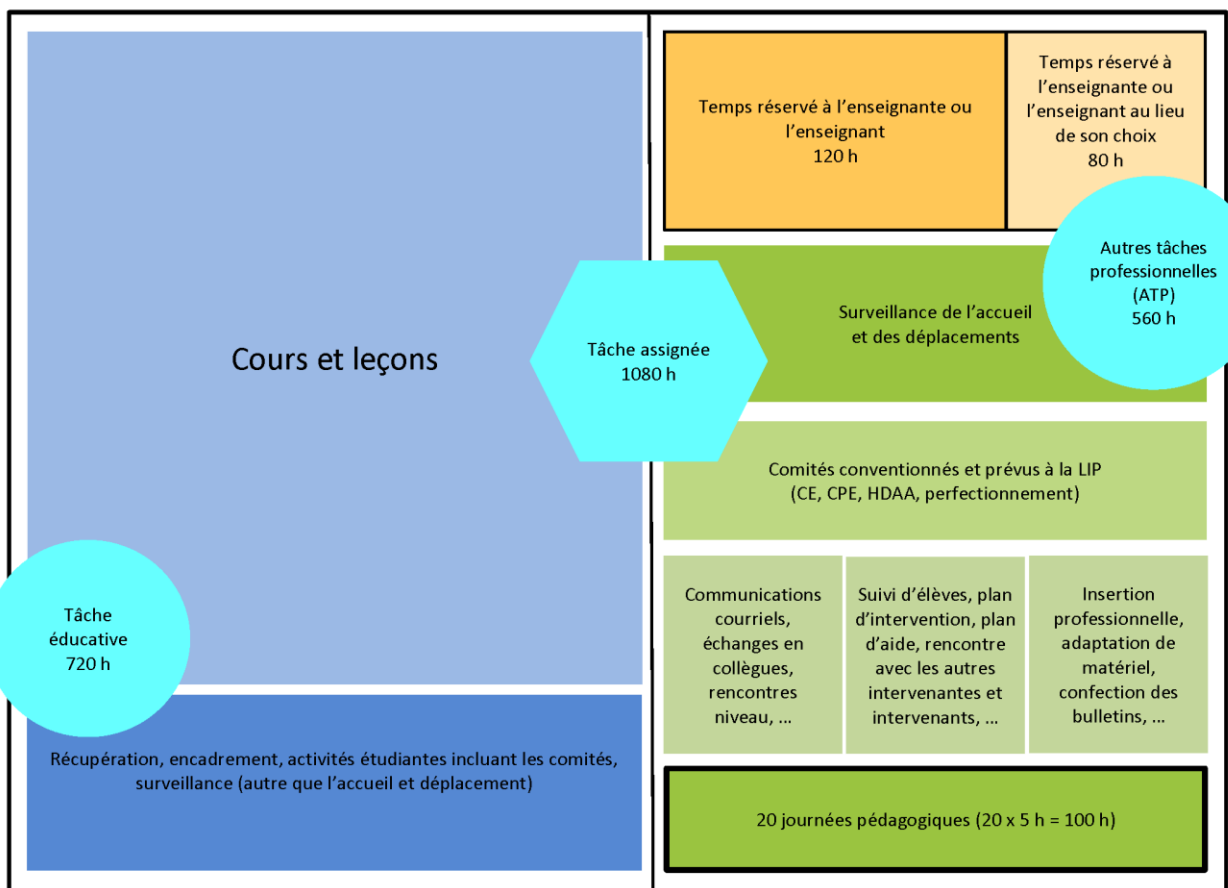 Cours et leçons
Tâche
éducative
720 h
Récupération, encadrement, activités étudiantes incluant les comités,
surveillance (autre que l’accueil et déplacement)
Tâche assignée
1080 h
Temps réservé à l’enseignante ou
l’enseignant
120 h
Temps réservé à
l’enseignante ou
l’enseignant au lieu
de son choix
80 h
Autres tâches
professionnelles
(ATP)
560 h
Surveillance de l’accueil
et des déplacements
Comités conventionnés et prévus à la LIP
(CE, CPE, HDAA, perfectionnement)
Communications
courriels,
échanges en
collègues,
rencontres
niveau, ...
Suivi d’élèves, plan
d’intervention, plan
d’aide, rencontre
avec les autres
intervenantes et
intervenants, ...
Insertion
professionnelle,
adaptation de
matériel,
confection des
bulletins, ...
20 journées pédagogiques (20 x 5 h = 100 h)